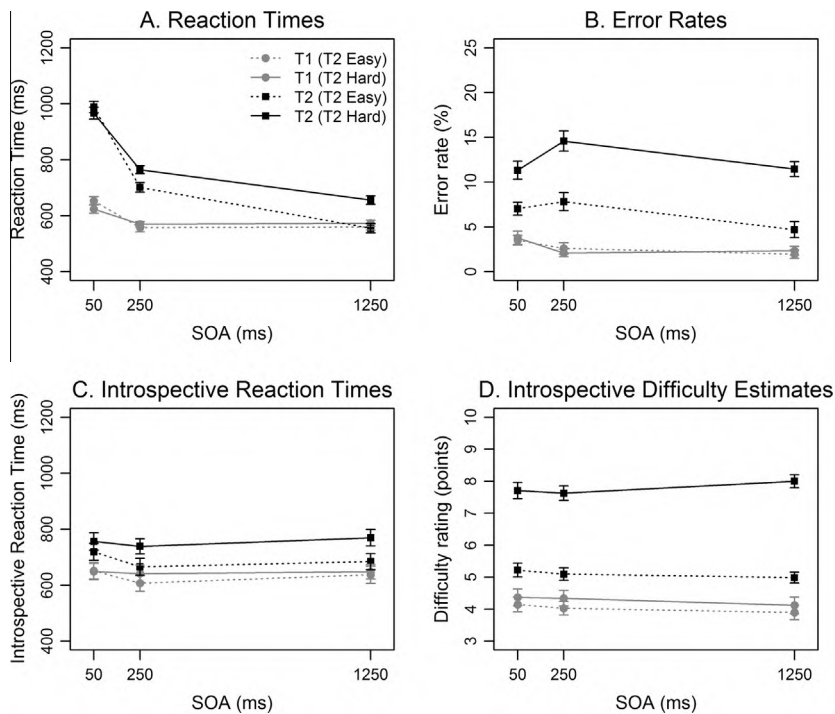 A. Reaction Times
Reaction Time (ms)
400 600 800 1000 1200
T1 (T2 Easy)
T1 (T2 Hard)
T2 (T2 Easy)
T2 (T2 Hard)
50 250 1250
SOA (ms)
B. Error Rates
Error rate (%)
0 5 10 15 20 25
50 250 1250
SOA (ms)
C. Introspective Reaction Times
Introspective Reaction Time (ms)
400 600 800 1000 1200
50 250 1250
SOA (ms)
D. Introspective Difficulty Estimates
Difficulty rating (points)
3 4 5 6 7 8 9 10
50 250 1250
SOA (ms)